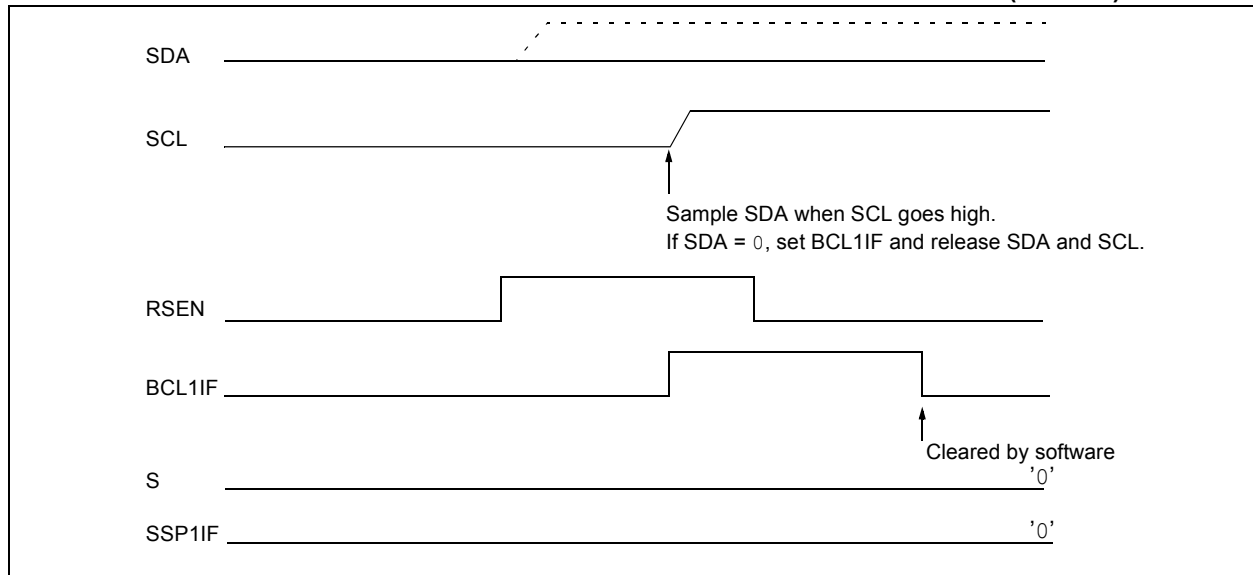 SDA
SCL
Sample SDA when SCL goes high.
If SDA = 0, set BCL1IF and release SDA and SCL.
RSEN
BCL1IF
Cleared by software
S
'0'
SSP1IF
'0'